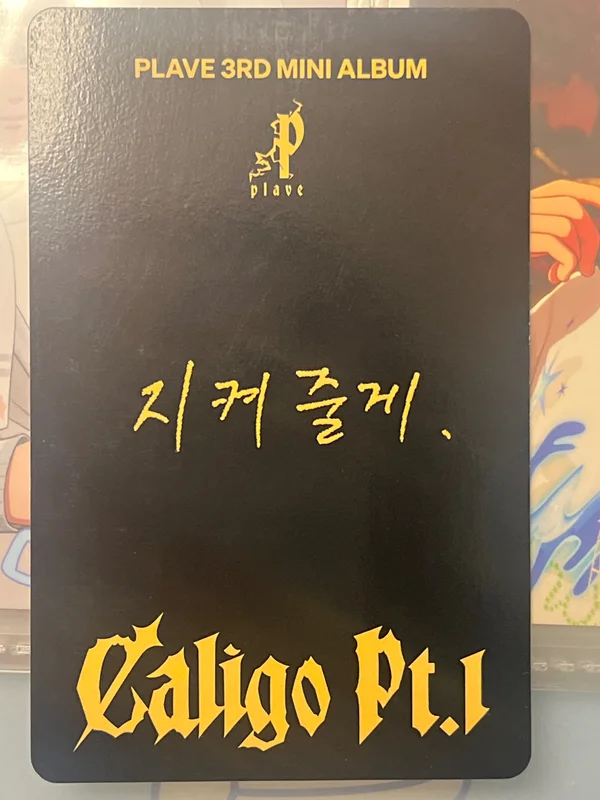 PLAVE 3RD MINI ALBUM
P
plave
지켜 줄게.
Caligo Pt.1